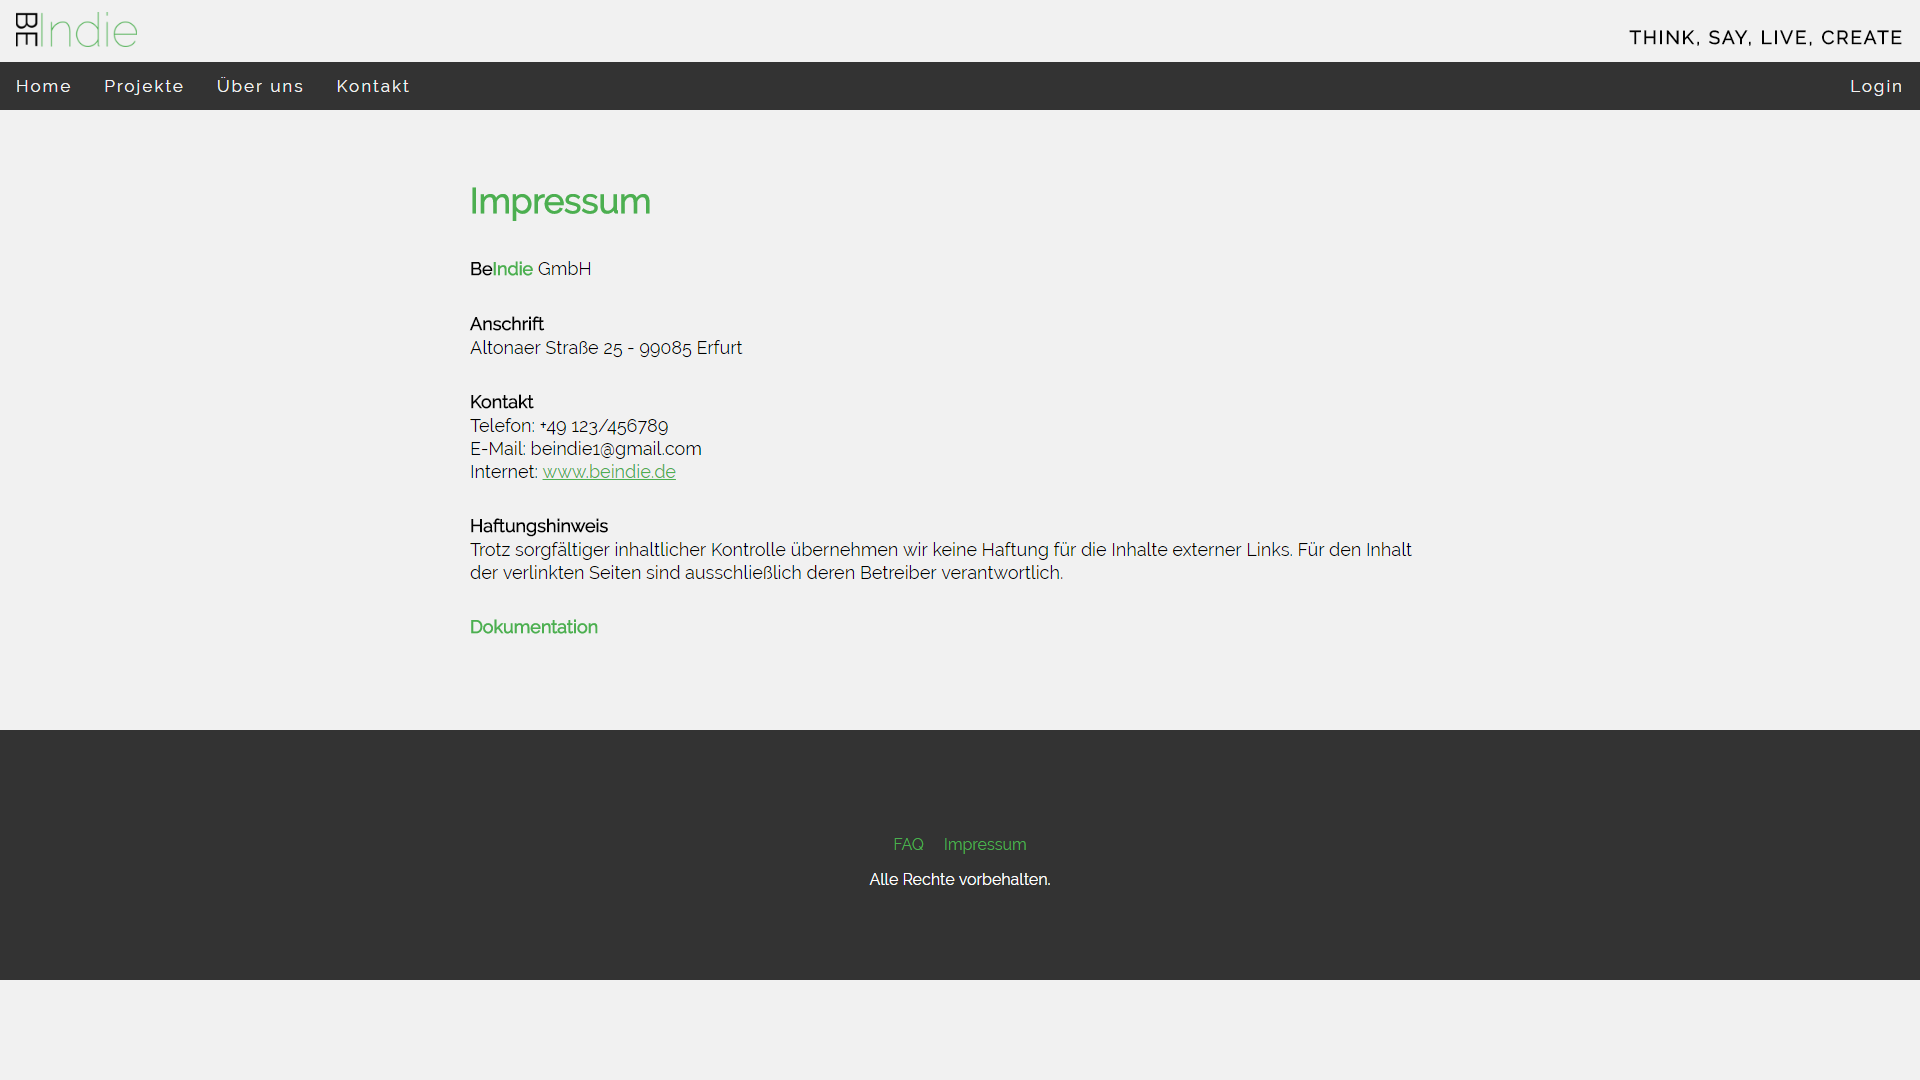 BEIndie
THINK, SAY, LIVE, CREATE
Home Projekte Über uns Kontakt Login
Impressum
BeIndie GmbH
Anschrift
Altonaer Straße 25 - 99085 Erfurt
Kontakt
Telefon: +49 123/456789
E-Mail: beindie1@gmail.com
Internet: www.beindie.de
Haftungshinweis
Trotz sorgfältiger inhaltlicher Kontrolle übernehmen wir keine Haftung für die Inhalte externer Links. Für den Inhalt
der verlinkten Seiten sind ausschließlich deren Betreiber verantwortlich.
Dokumentation
FAQ Impressum
Alle Rechte vorbehalten.